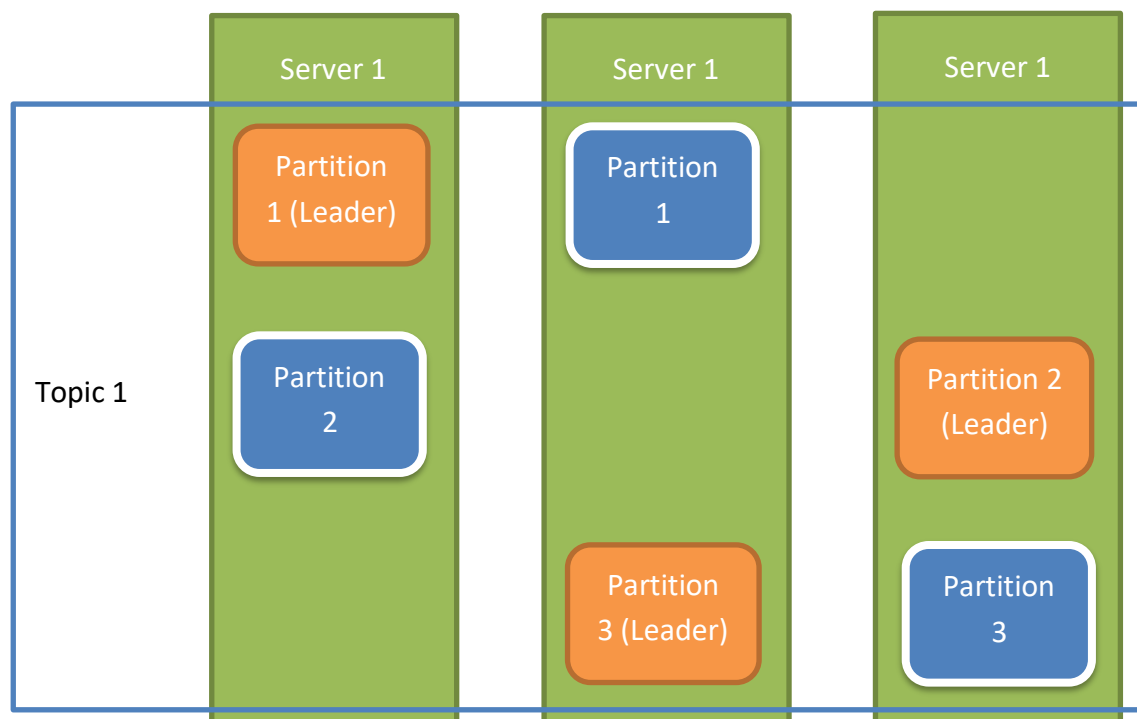 Server 1
Server 1
Server 1
Partition
1 (Leader)
Partition
1
Topic 1
Partition
2
Partition 2
(Leader)
Partition
3 (Leader)
Partition
3